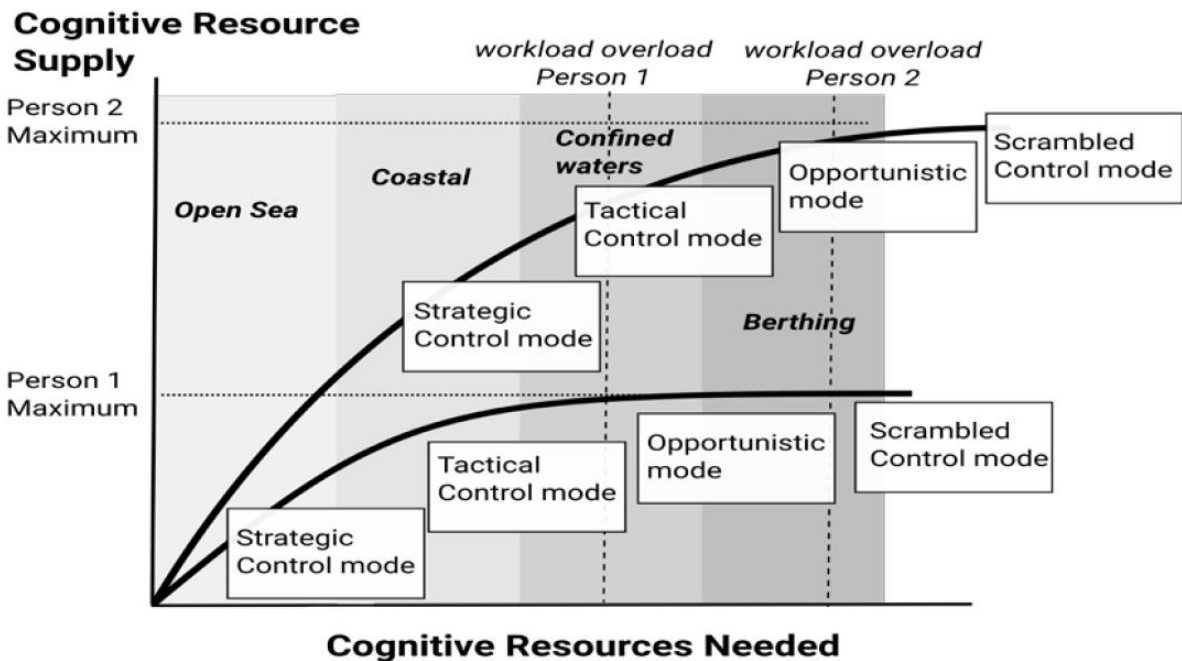 Cognitive Resource
Supply
workload overload
Person 1
workload overload
Person 2
Person 2
Maximum
Confined
waters
Scrambled
Control mode
Coastal
Opportunistic
mode
Open Sea
Tactical
Control mode
Strategic
Control mode
Berthing
Person 1
Maximum
Scrambled
Control mode
Opportunistic
mode
Tactical
Control mode
Strategic
Control mode
Cognitive Resources Needed